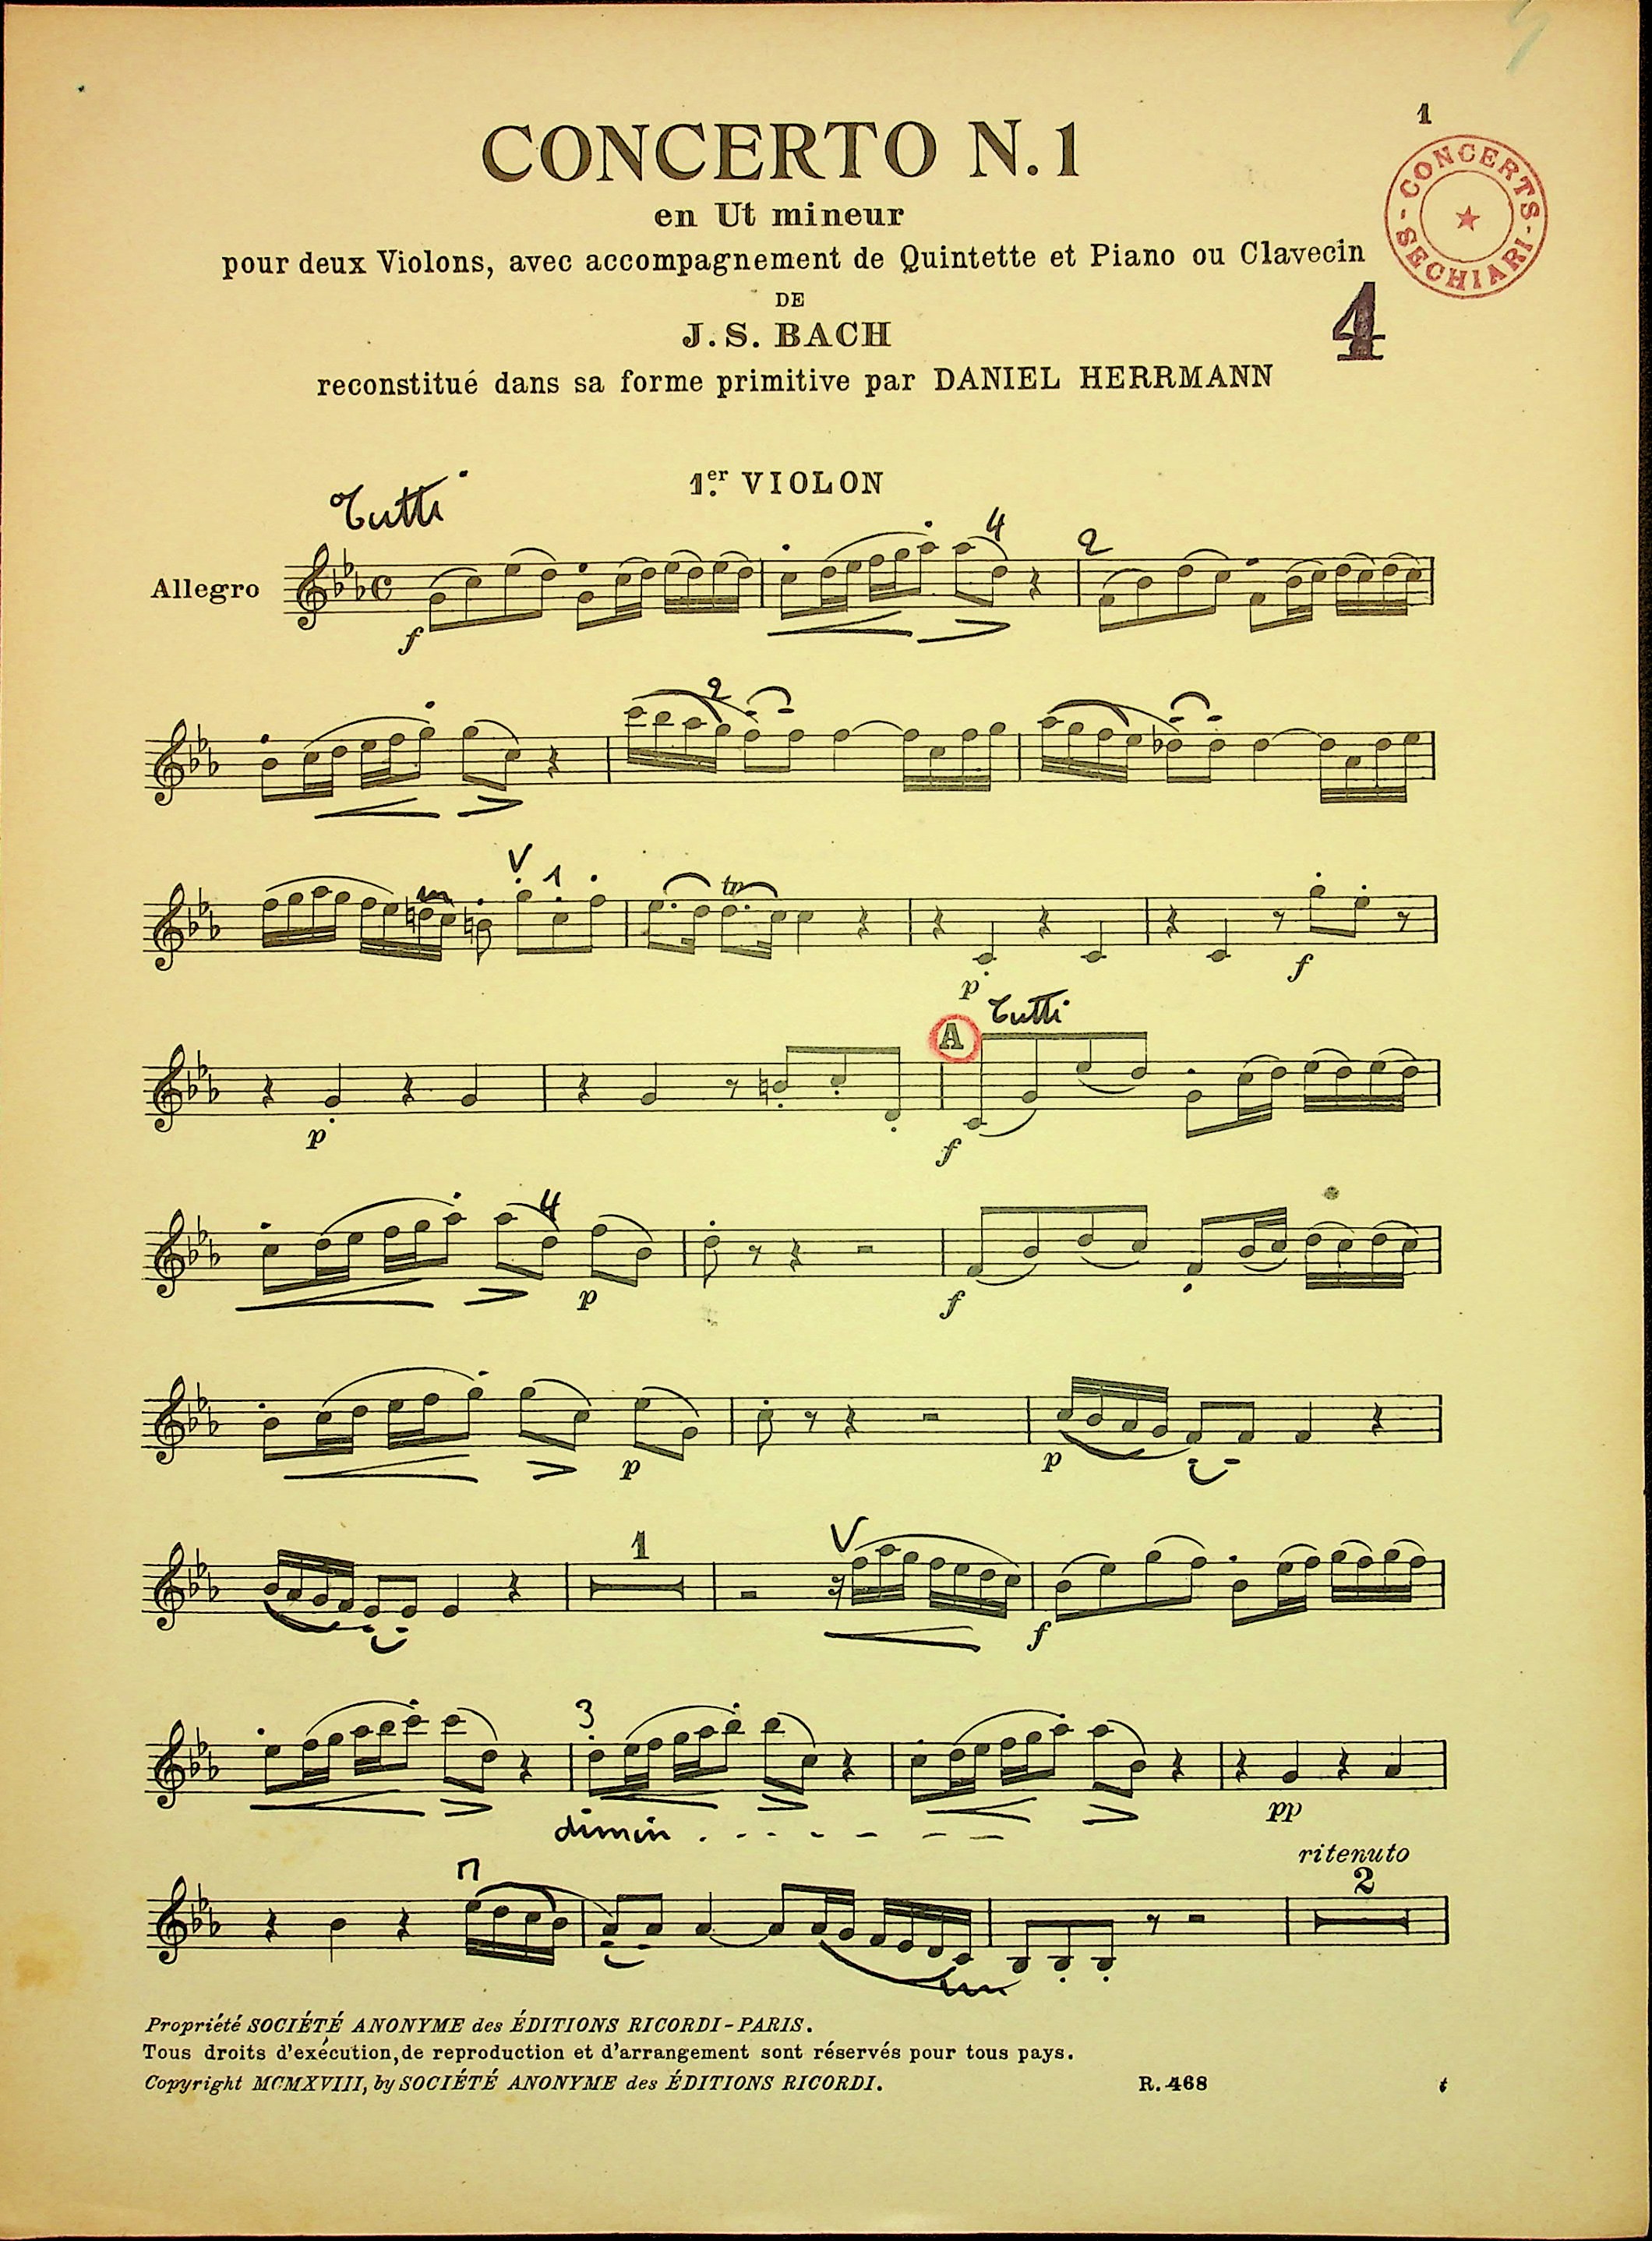 1
CONCERTO N. 1
en Ut mineur
pour deux Violons, avec accompagnement de Quintette et Piano ou Clavecin
DE
J. S. BACH
reconstitué dans sa forme primitive par DANIEL HERRMANN
- CONCERTS - SECHIARI
4
1er. VIOLON
Tutti
4
2
Allegro
f
2
V 1
tr
p
f
A Tutti
p
f
4
p
f
p
p
1
V
f
3
dimin
pp
ritenuto
2
Propriété SOCIÉTÉ ANONYME des ÉDITIONS RICORDI - PARIS.
Tous droits d'exécution, de reproduction et d'arrangement sont réservés pour tous pays.
Copyright MCMXVIII, by SOCIÉTÉ ANONYME des ÉDITIONS RICORDI.
R. 468
t